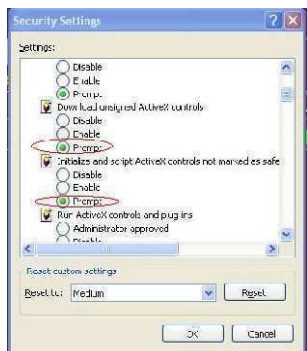 Security Settings
Settings:
Disable
Enable
Prompt
Download unsigned ActiveX controls
Disable
Enable
Prompt
Initialize and script ActiveX controls not marked as safe
Disable
Enable
Prompt
Run ActiveX controls and plug-ins
Administrator approved
Disable
Reset custom settings
Reset to: Medium Reset
OK Cancel